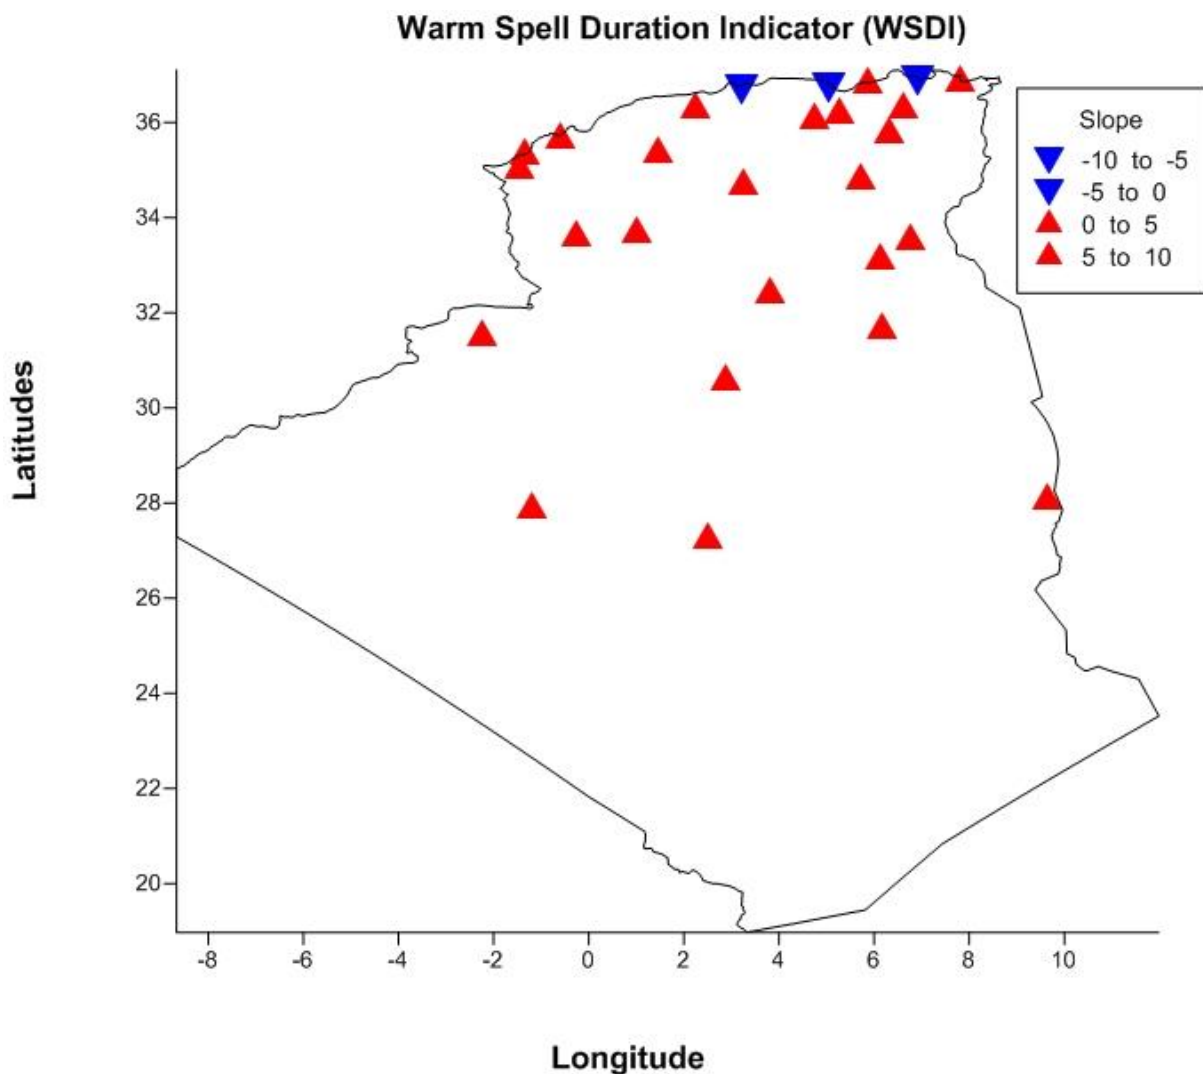 Warm Spell Duration Indicator (WSDI)
Slope
-10 to -5
-5 to 0
0 to 5
5 to 10
36
34
32
30
28
26
24
22
20
Latitudes
-8 -6 -4 -2 0 2 4 6 8 10
Longitude